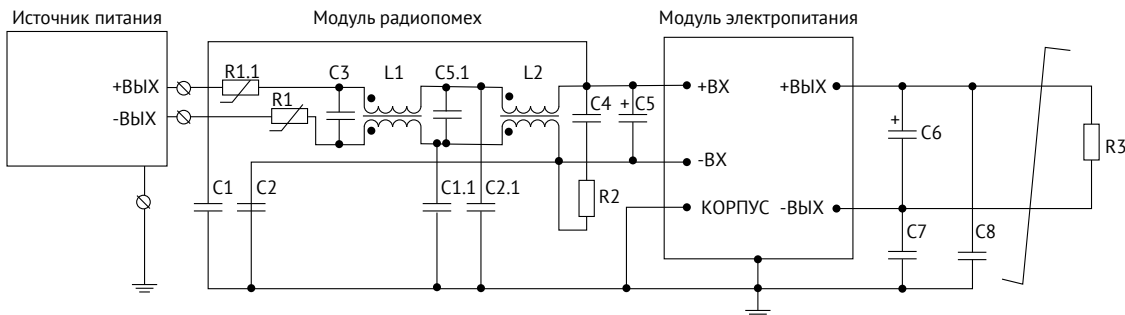 Источник питания
Модуль радиопомех
Модуль электропитания
+ВЫХ
-ВЫХ
R1.1
R1
C3
L1
C5.1
L2
C4
+
C5
+ВХ
-ВХ
КОРПУС
+ВЫХ
-ВЫХ
+
C6
R3
C1
C2
C1.1
C2.1
R2
C7
C8